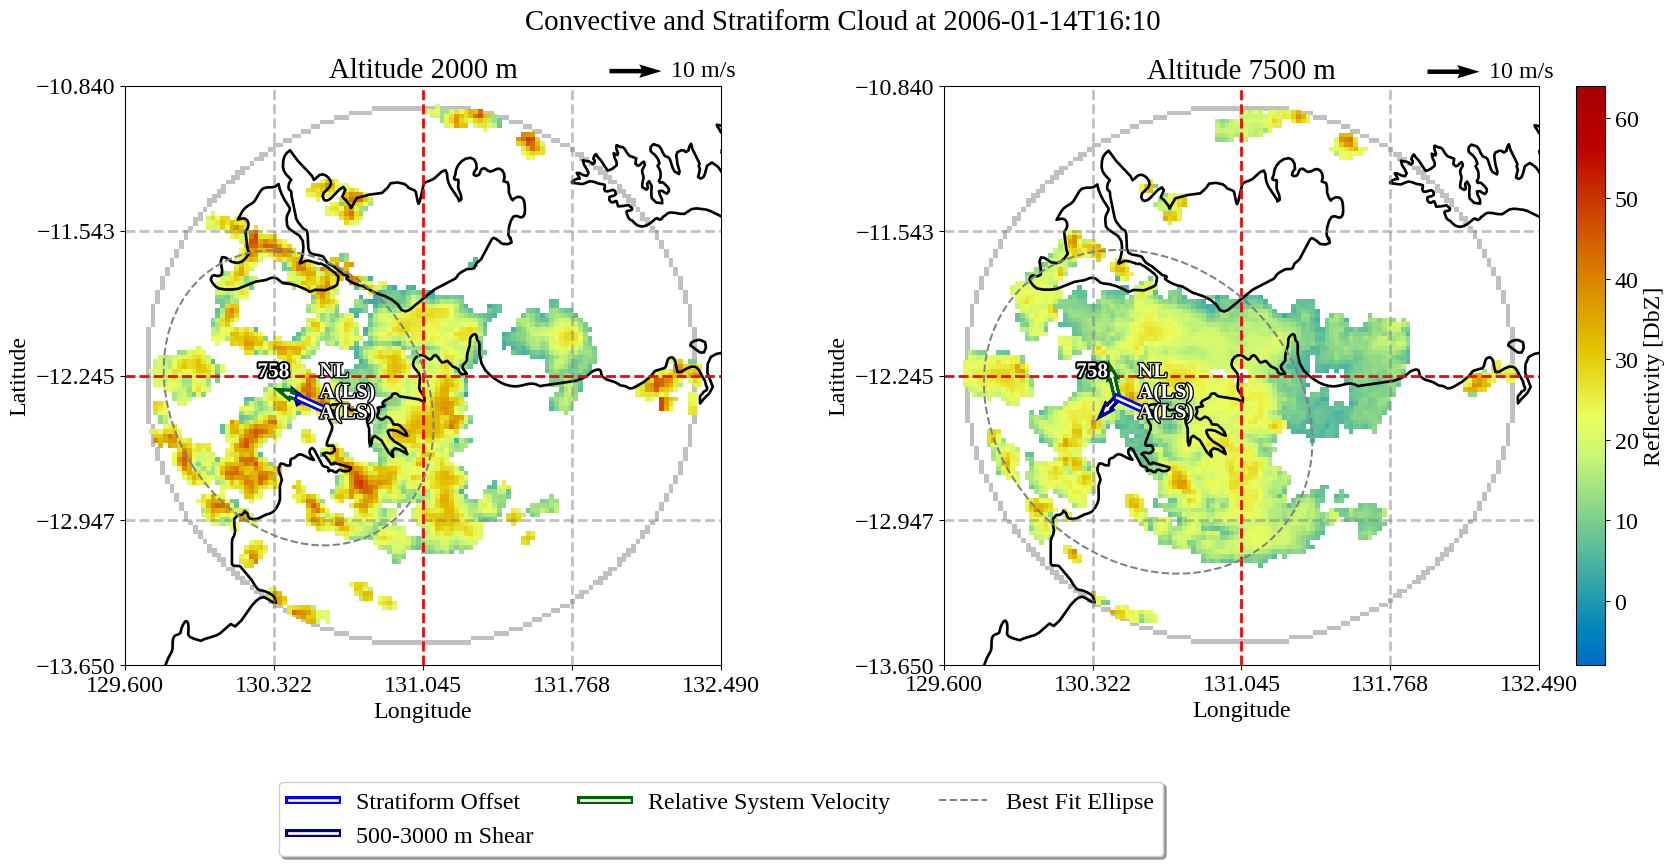 Convective and Stratiform Cloud at 2006-01-14T16:10
Altitude 2000 m
10 m/s
Altitude 7500 m
10 m/s
−10.840
−11.543
−12.245
−12.947
−13.650
Latitude
129.600
130.322
131.045
131.768
132.490
Longitude
758
NL
A(LS)
A(LS)
−10.840
−11.543
−12.245
−12.947
−13.650
Latitude
129.600
130.322
131.045
131.768
132.490
Longitude
758
NL
A(LS)
A(LS)
60
50
40
30
20
10
0
Reflectivity [DbZ]
Stratiform Offset
500-3000 m Shear
Relative System Velocity
Best Fit Ellipse